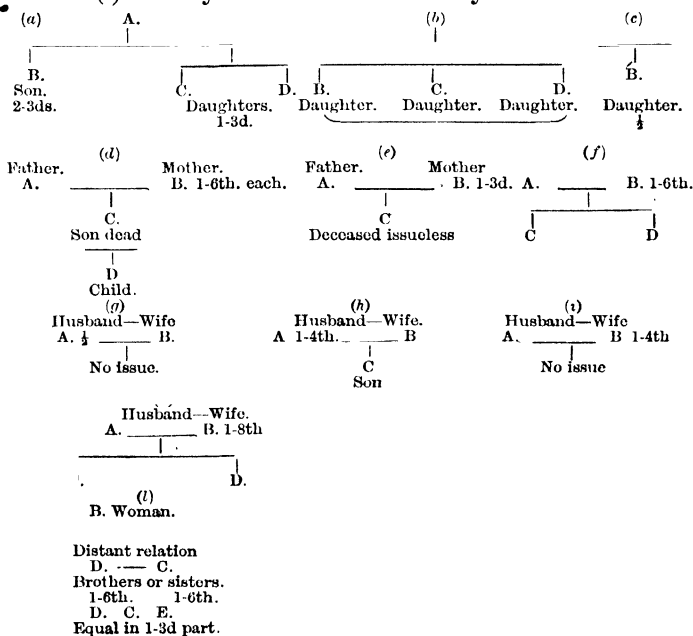 (a) A. (b) (c)
B. C. D. B. C. D. B.
Son. Daughters. Daughter. Daughter. Daughter. Daughter.
2-3ds. 1-3d. ½
(d) (e) (f)
Father. Mother. Father. Mother
A. B. 1-6th. each. A. B. 1-3d. A. B. 1-6th.
C. C C D
Son dead Deceased issueless
D
Child.
(g) (h) (i)
Husband—Wife Husband—Wife. Husband—Wife
A. ½ B. A 1-4th. B A. B 1-4th
No issue. C No issue
Son
Husband—Wife.
A. B. 1-8th
D.
(l)
B. Woman.
Distant relation
D. — C.
Brothers or sisters.
1-6th. 1-6th.
D. C. E.
Equal in 1-3d part.